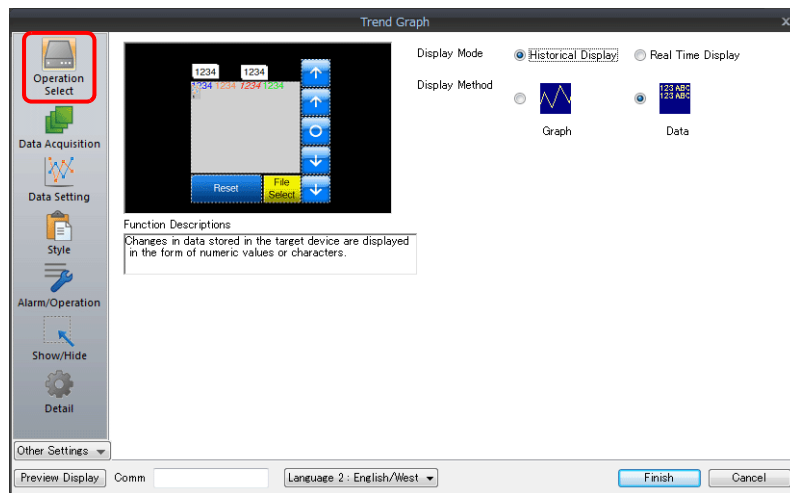 Trend Graph
x
Operation
Select
Data Acquisition
Data Setting
Style
Alarm/Operation
Show/Hide
Detail
Other Settings
1234 1234
1234 1234 1234 1234
Reset
File
Select
Function Descriptions
Changes in data stored in the target device are displayed
in the form of numeric values or characters.
Display Mode Historical Display Real Time Display
Display Method
123 ABC
123 ABC
Graph Data
Preview Display Comm Language 2 : English/West Finish Cancel